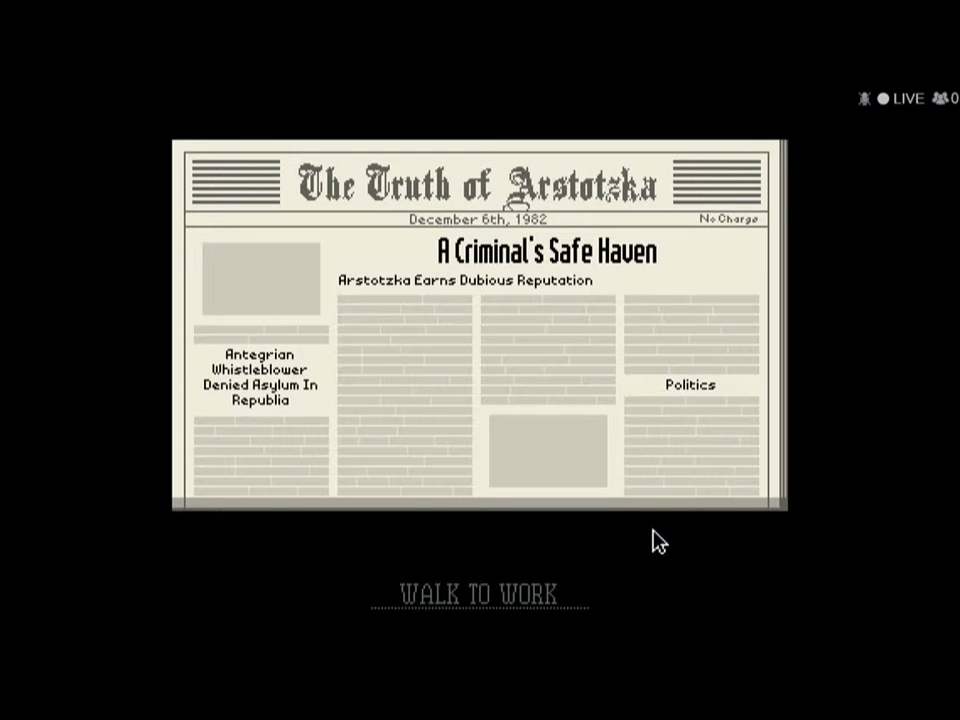 LIVE 0
The Truth of Arstotzka
December 6th, 1982
No Charge
A Criminal's Safe Haven
Arstotzka Earns Dubious Reputation
Antegrian
Whistleblower
Denied Asylum In
Republia
Politics
WALK TO WORK